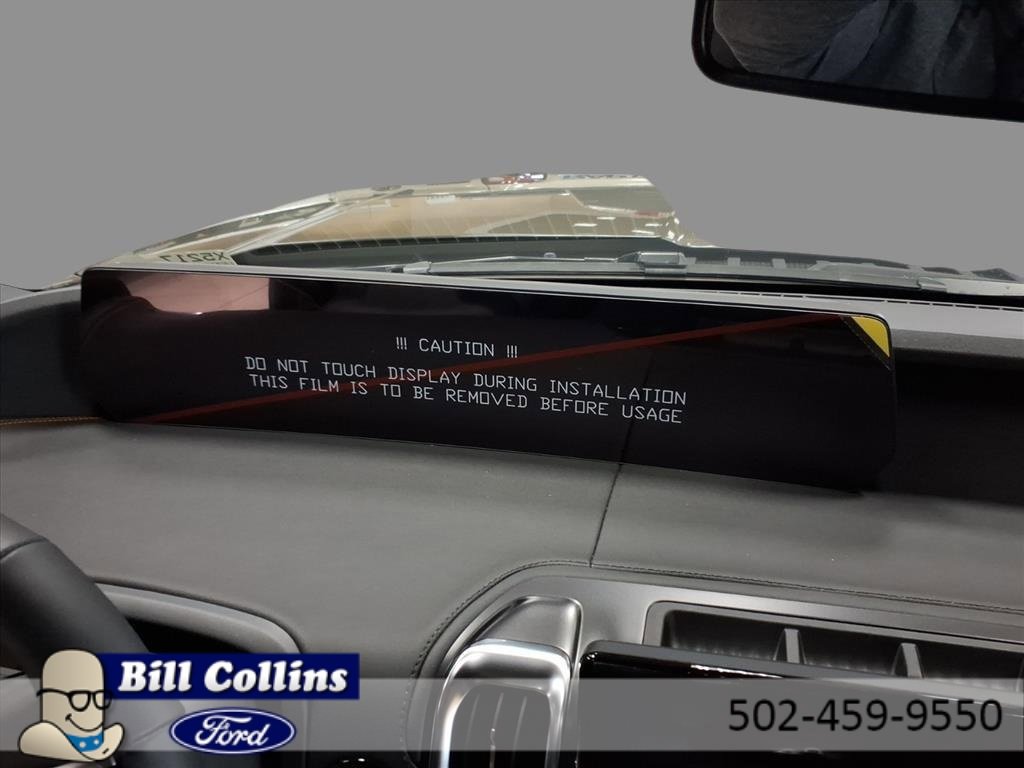 X5217
!!! CAUTION !!!
DO NOT TOUCH DISPLAY DURING INSTALLATION
THIS FILM IS TO BE REMOVED BEFORE USAGE
Bill Collins
Ford
502-459-9550